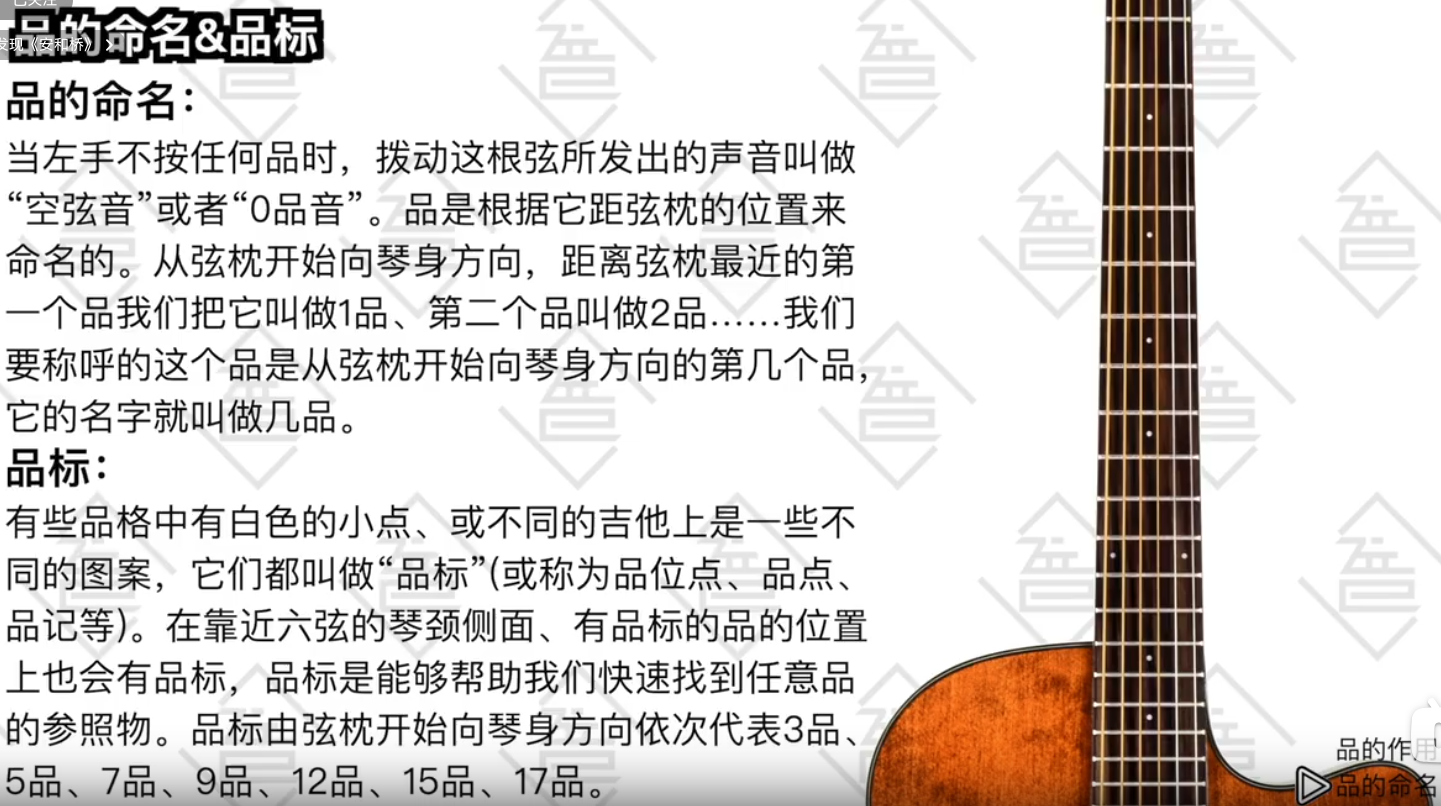 已关注
发现《安和桥》 >
品的命名&品标
品的命名：
当左手不按任何品时，拨动这根弦所发出的声音叫做
“空弦音”或者“0品音”。品是根据它距弦枕的位置来
命名的。从弦枕开始向琴身方向，距离弦枕最近的第
一个品我们把它叫做1品、第二个品叫做2品……我们
要称呼的这个品是从弦枕开始向琴身方向的第几个品，
它的名字就叫做几品。
品标：
有些品格中有白色的小点、或不同的吉他上是一些不
同的图案，它们都叫做“品标”(或称为品位点、品点、
品记等)。在靠近六弦的琴颈侧面、有品标的品的位置
上也会有品标，品标是能够帮助我们快速找到任意品
的参照物。品标由弦枕开始向琴身方向依次代表3品、
5品、7品、9品、12品、15品、17品。
品的作用
品的命名